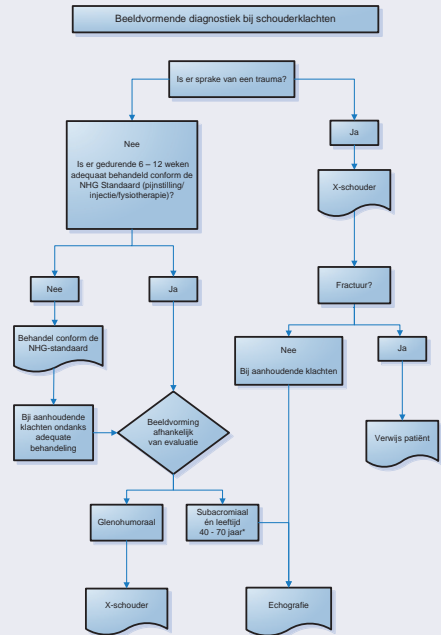 Beeldvormende diagnostiek bij schouderklachten
Is er sprake van een trauma?
Nee
Is er gedurende 6 – 12 weken
adequaat behandeld conform de
NHG Standaard (pijnstilling/
injectie/fysiotherapie)?
Ja
X-schouder
Nee
Ja
Fractuur?
Behandel conform de
NHG-standaard
Nee
Bij aanhoudende klachten
Ja
Bji aanhoudende
klachten ondanks
adequate
behandeling
Beeldvorming
afhankelijk
van evaluatie
Verwijs patiënt
Glenohumoraal
Subacromiaal
én leeftijd
40 - 70 jaar*
X-schouder
Echografie